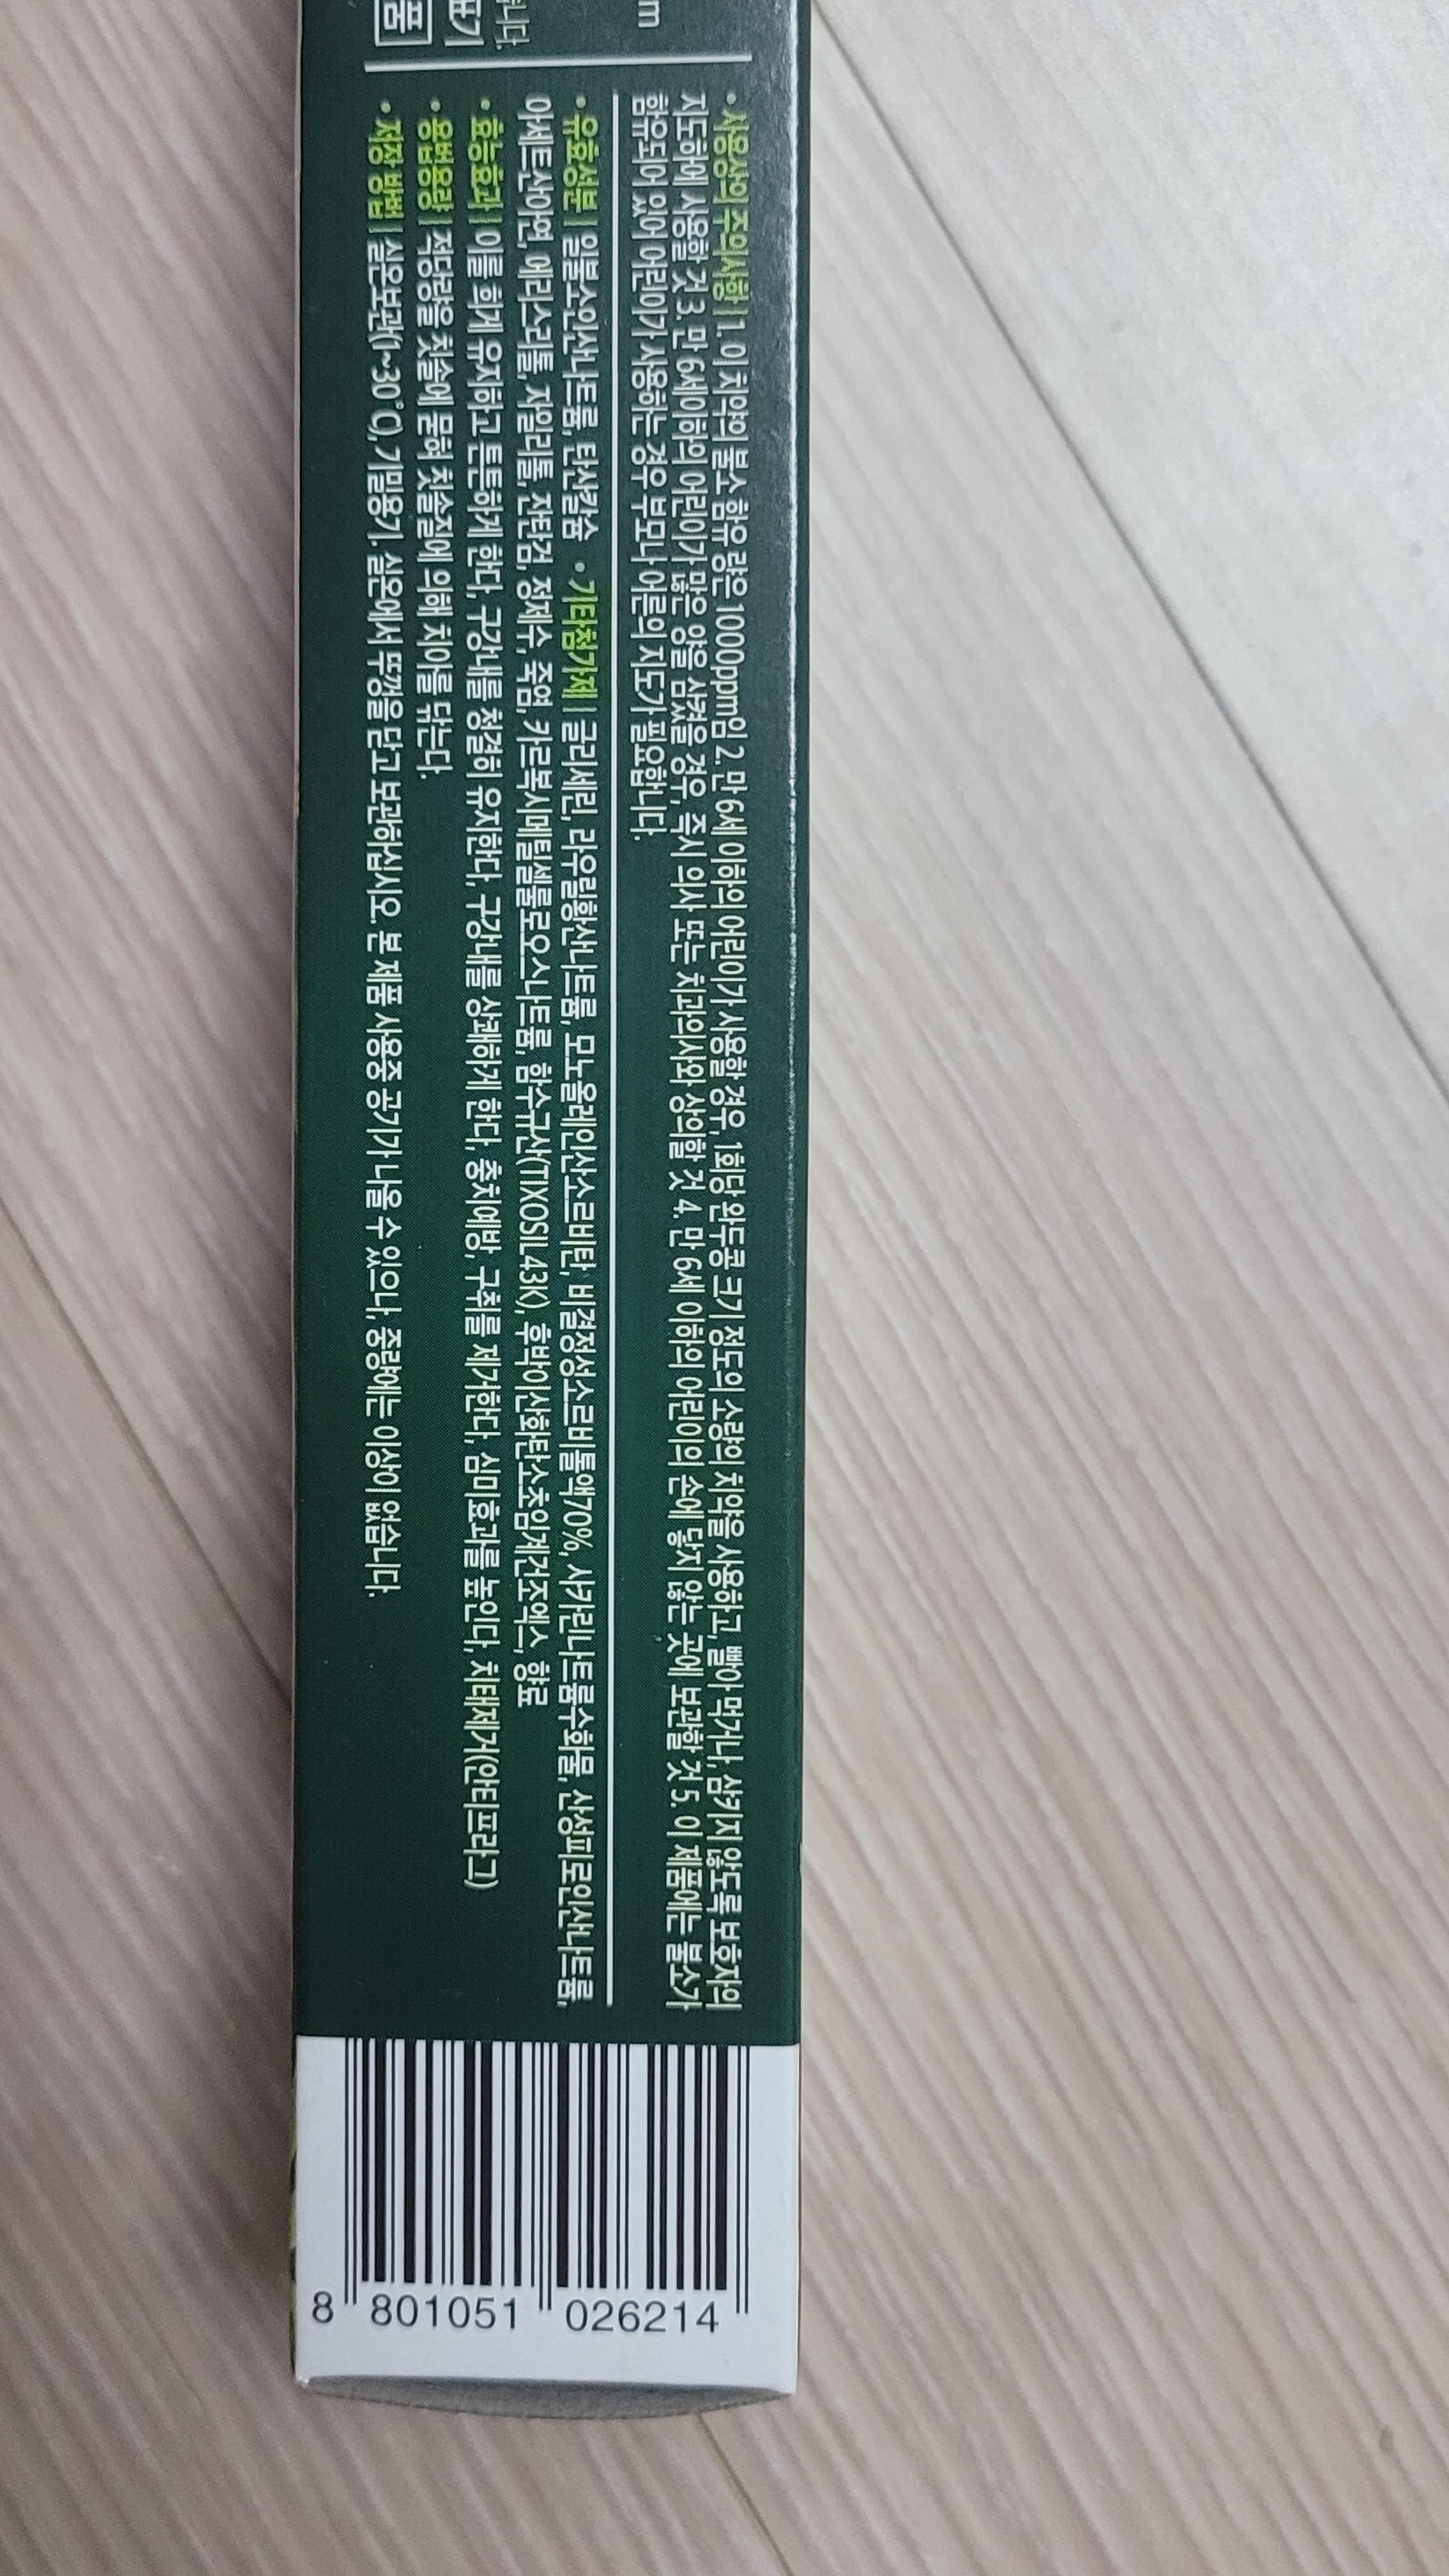 • 사용상의 주의사항 | 1. 이 치약의 불소 함유량은 1000ppm임 2. 만 6세 이하의 어린이가 사용할 경우, 1회당 완두콩 크기 정도의 소량의 치약을 사용하고, 빨아 먹거나, 삼키지 않도록 보호자의
지도하에 사용할 것 3. 만 6세이하의 어린이가 많은 양을 삼켰을 경우, 즉시 의사 또는 치과의사와 상의할 것 4. 만 6세 이하의 어린이의 손에 닿지 않는 곳에 보관할 것 5. 이 제품에는 불소가
함유되어 있어 어린이가 사용하는 경우 부모나 어른의 지도가 필요합니다.
• 유효성분 | 일불소인산나트륨, 탄산칼슘 • 기타첨가제 | 글리세린, 라우릴황산나트륨, 모노올레인산소르비탄, 비결정성소르비톨액70%, 사카린나트륨수화물, 산성피로인산나트륨,
아세트산아연, 에리스리톨, 자일리톨, 잔탄검, 정제수, 죽염, 카르복시메틸셀룰로오스나트륨, 함수규산(TIXOSIL43K), 후박이산화탄소초임계건조엑스, 향료
• 효능효과 | 이를 희게 유지하고 튼튼하게 한다, 구강내를 청결히 유지한다, 구강내를 상쾌하게 한다, 충치예방, 구취를 제거한다, 심미효과를 높인다, 치태제거(안티프라그)
• 용법용량 | 적당량을 칫솔에 묻혀 칫솔질에 의해 치아를 닦는다.
• 저장 방법 | 실온보관(1~30℃), 기밀용기. 실온에서 뚜껑을 닫고 보관하십시오. 본 제품 사용중 공기가 나올 수 있으나, 중량에는 이상이 없습니다.
8 801051 026214